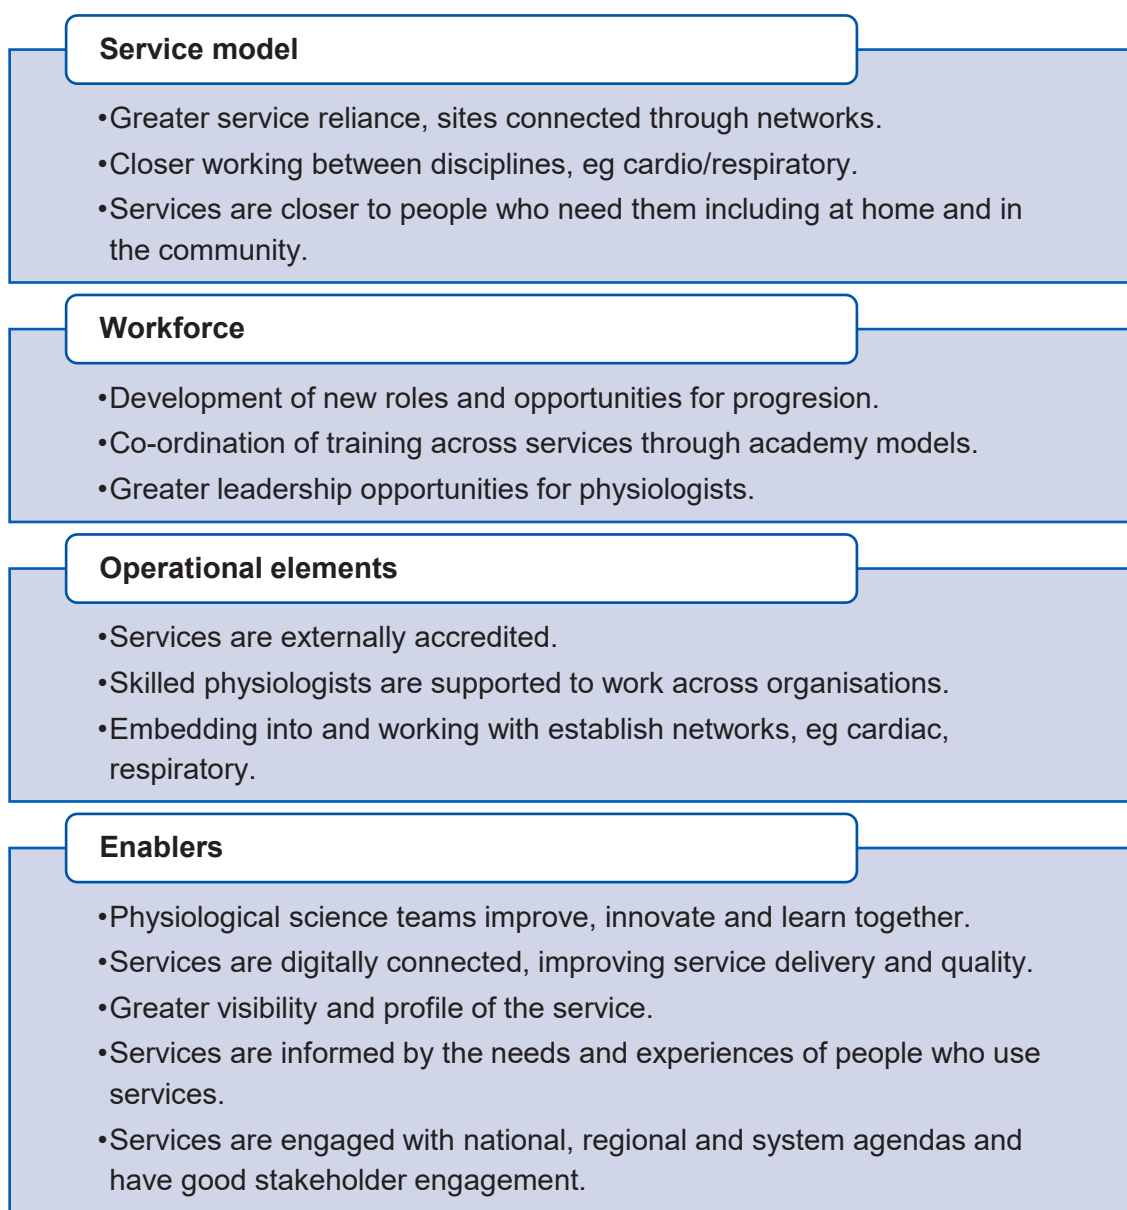 Service model
•Greater service reliance, sites connected through networks.
•Closer working between disciplines, eg cardio/respiratory.
•Services are closer to people who need them including at home and in
the community.
Workforce
•Development of new roles and opportunities for progresion.
•Co-ordination of training across services through academy models.
•Greater leadership opportunities for physiologists.
Operational elements
•Services are externally accredited.
•Skilled physiologists are supported to work across organisations.
•Embedding into and working with establish networks, eg cardiac,
respiratory.
Enablers
•Physiological science teams improve, innovate and learn together.
•Services are digitally connected, improving service delivery and quality.
•Greater visibility and profile of the service.
•Services are informed by the needs and experiences of people who use
services.
•Services are engaged with national, regional and system agendas and
have good stakeholder engagement.